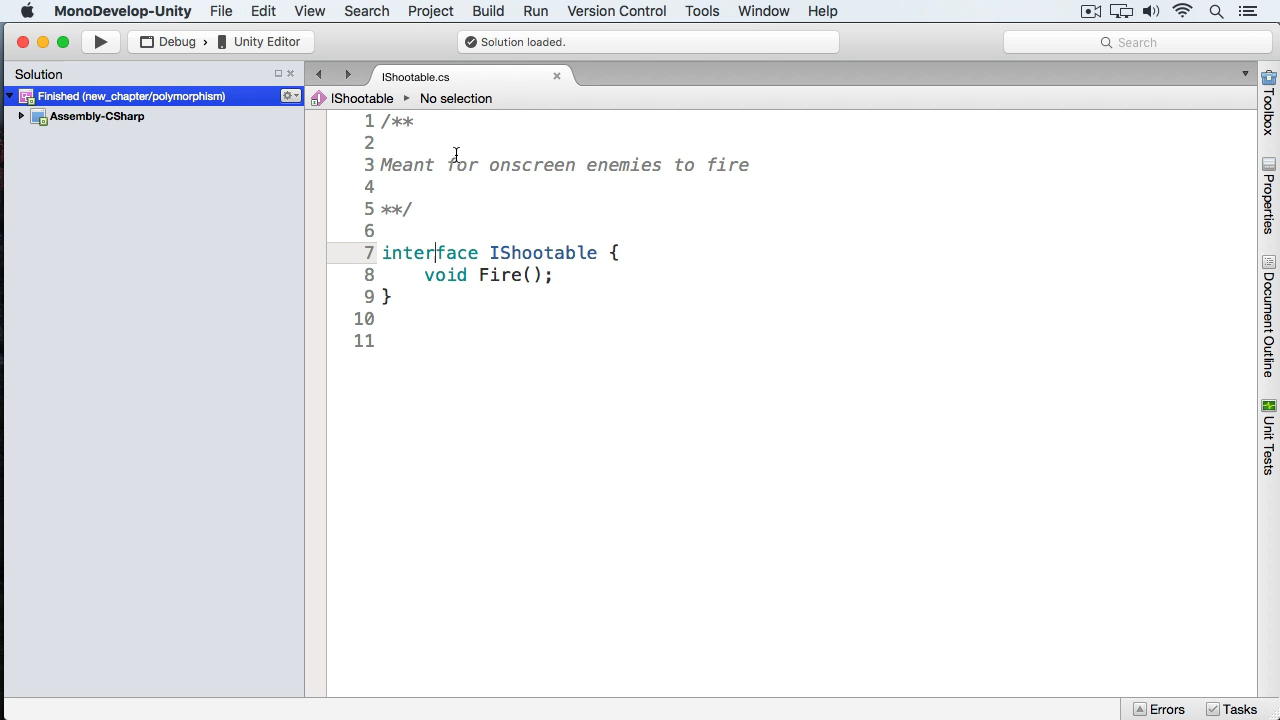 MonoDevelop-Unity File Edit View Search Project Build Run Version Control Tools Window Help
Debug › Unity Editor
Solution loaded.
Search
Solution
IShootable.cs
Finished (new_chapter/polymorphism)
IShootable ▸ No selection
Assembly-CSharp
1 /**
2
3 Meant for onscreen enemies to fire
4
5 **/
6
7 interface IShootable {
8 void Fire();
9 }
10
11
Toolbox
Properties
Document Outline
Unit Tests
Errors Tasks